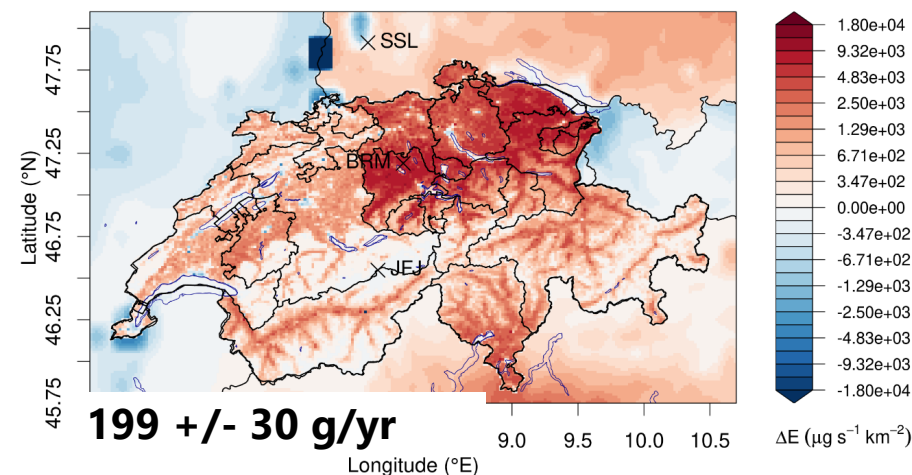 SSL
BRM
JFJ
47.75
47.25
46.75
46.25
45.75
Latitude (°N)
199 +/- 30 g/yr
9.0 9.5 10.0 10.5
Longitude (°E)
1.80e+04
9.32e+03
4.83e+03
2.50e+03
1.29e+03
6.71e+02
3.47e+02
0.00e+00
-3.47e+02
-6.71e+02
-1.29e+03
-2.50e+03
-4.83e+03
-9.32e+03
-1.80e+04
ΔE (μg s⁻¹ km⁻²)